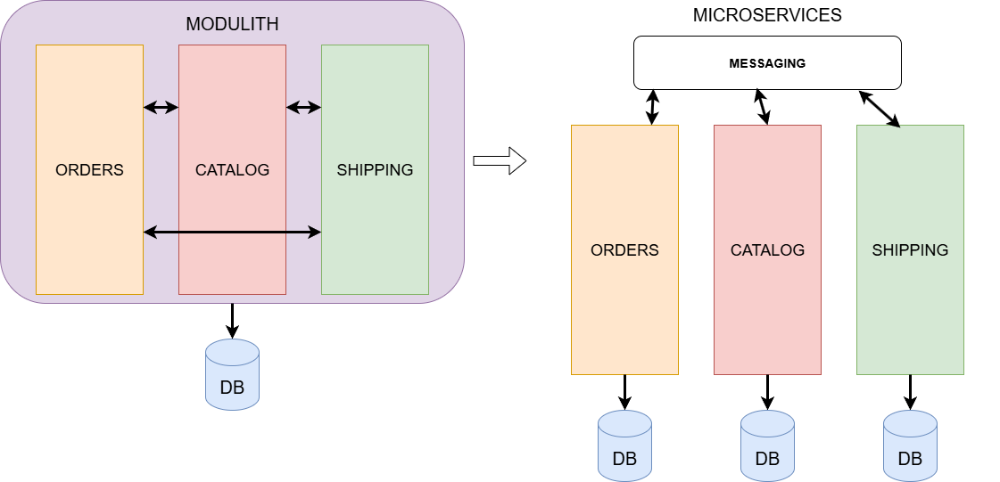 MODULITH
ORDERS
CATALOG
SHIPPING
DB
MICROSERVICES
MESSAGING
ORDERS
CATALOG
SHIPPING
DB
DB
DB